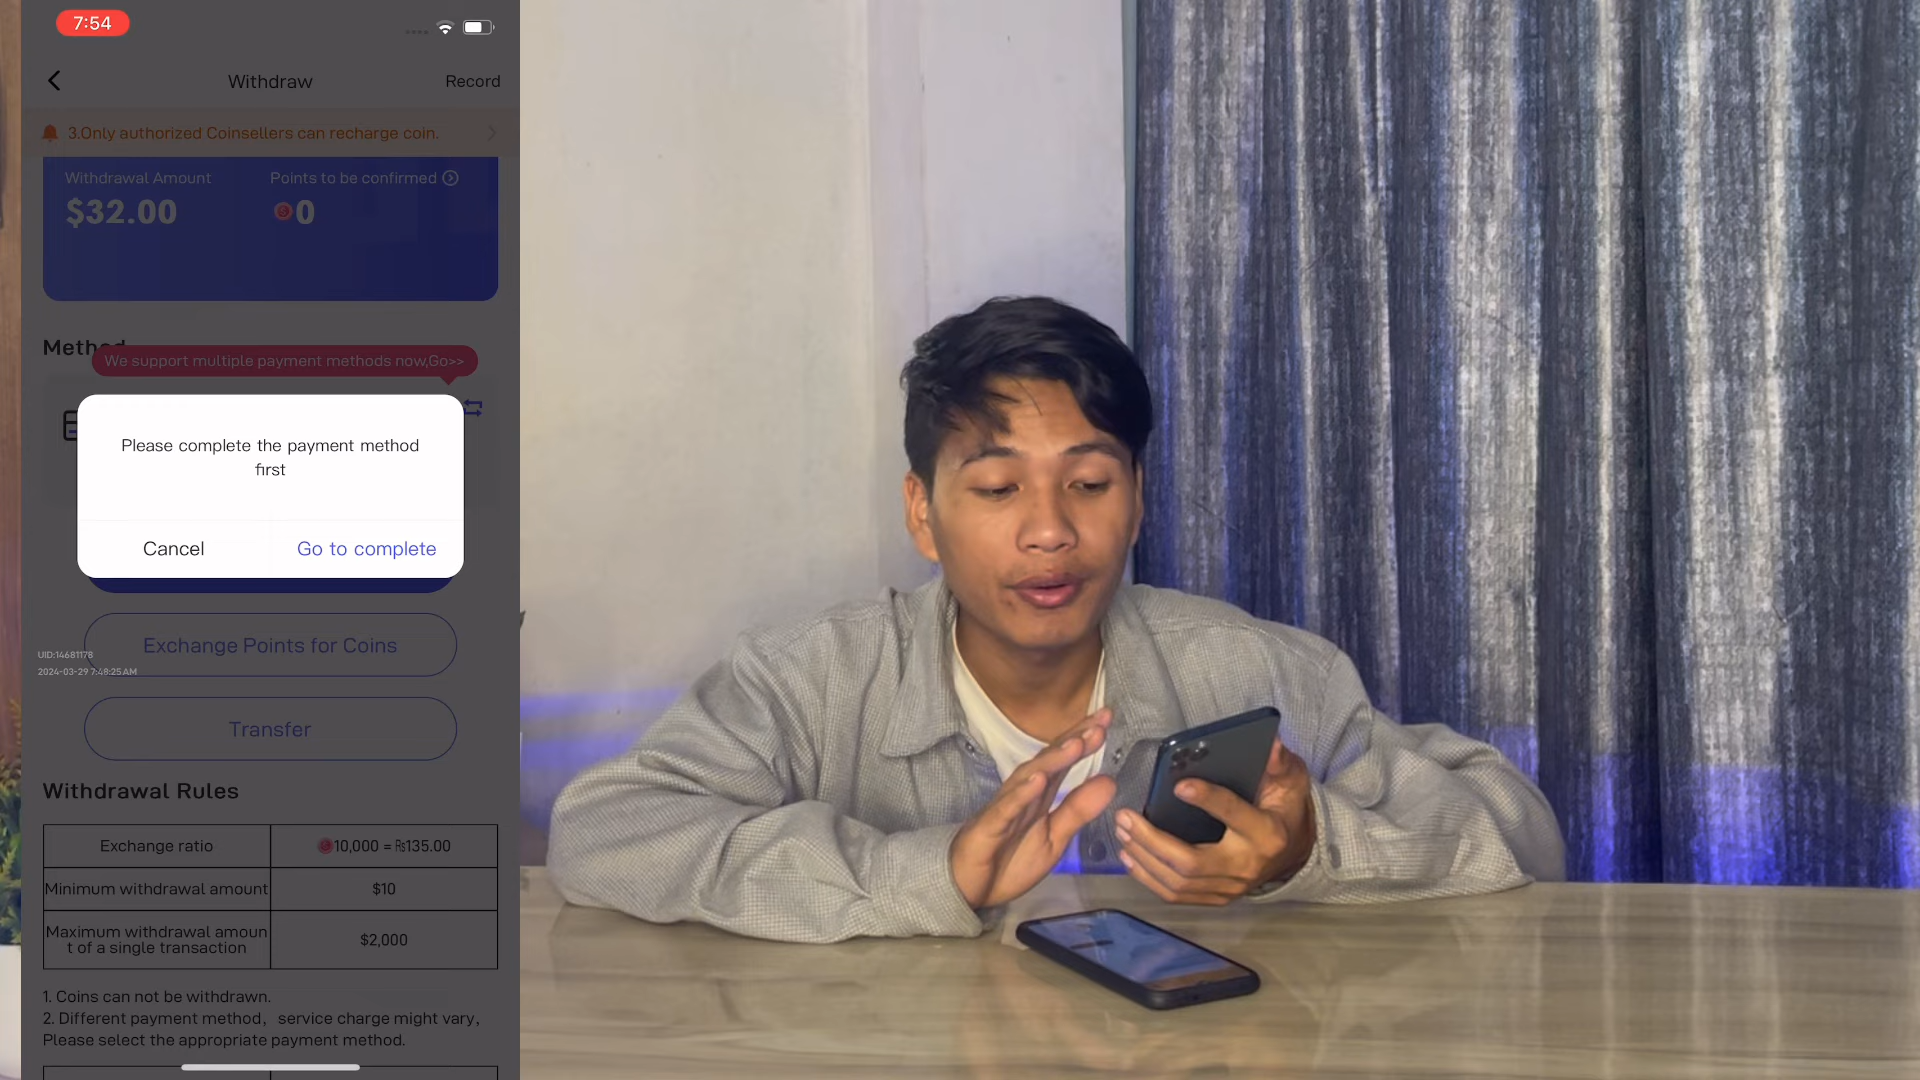 7:54
Withdraw
Record
3.Only authorized Coinsellers can recharge coin.
Withdrawal Amount
Points to be confirmed
$32.00
0
Method
We support multiple payment methods now,Go>>
Please complete the payment method
first
Cancel
Go to complete
Exchange Points for Coins
UID:14681178
2024-03-29 7:48:25 AM
Transfer
Withdrawal Rules
Exchange ratio
10,000 = ₨135.00
Minimum withdrawal amount
$10
Maximum withdrawal amoun
t of a single transaction
$2,000
1. Coins can not be withdrawn.
2. Different payment method, service charge might vary,
Please select the appropriate payment method.